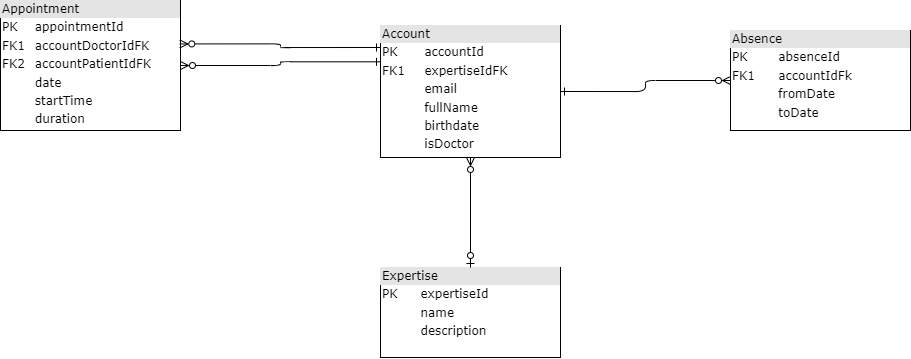 Appointment
PK appointmentId
FK1 accountDoctorIdFK
FK2 accountPatientIdFK
date
startTime
duration
Account
PK accountId
FK1 expertiseIdFK
email
fullName
birthdate
isDoctor
Absence
PK absenceId
FK1 accountIdFk
fromDate
toDate
Expertise
PK expertiseId
name
description